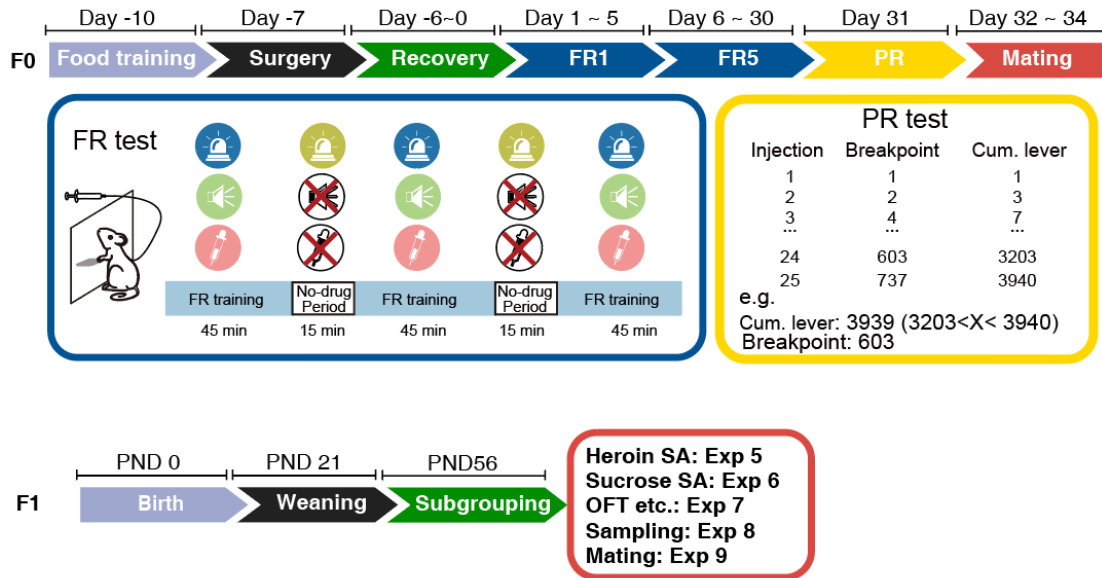 Day -10 Day -7 Day -6~0 Day 1 ~ 5 Day 6 ~ 30 Day 31 Day 32 ~ 34
F0 Food training Surgery Recovery FR1 FR5 PR Mating
FR test
FR training No-drug Period FR training No-drug Period FR training
45 min 15 min 45 min 15 min 45 min
PR test
Injection Breakpoint Cum. lever
1 1 1
2 2 3
3 4 7
... ... ...
24 603 3203
25 737 3940
e.g.
Cum. lever: 3939 (3203<X< 3940)
Breakpoint: 603
PND 0 PND 21 PND56
F1 Birth Weaning Subgrouping
Heroin SA: Exp 5
Sucrose SA: Exp 6
OFT etc.: Exp 7
Sampling: Exp 8
Mating: Exp 9